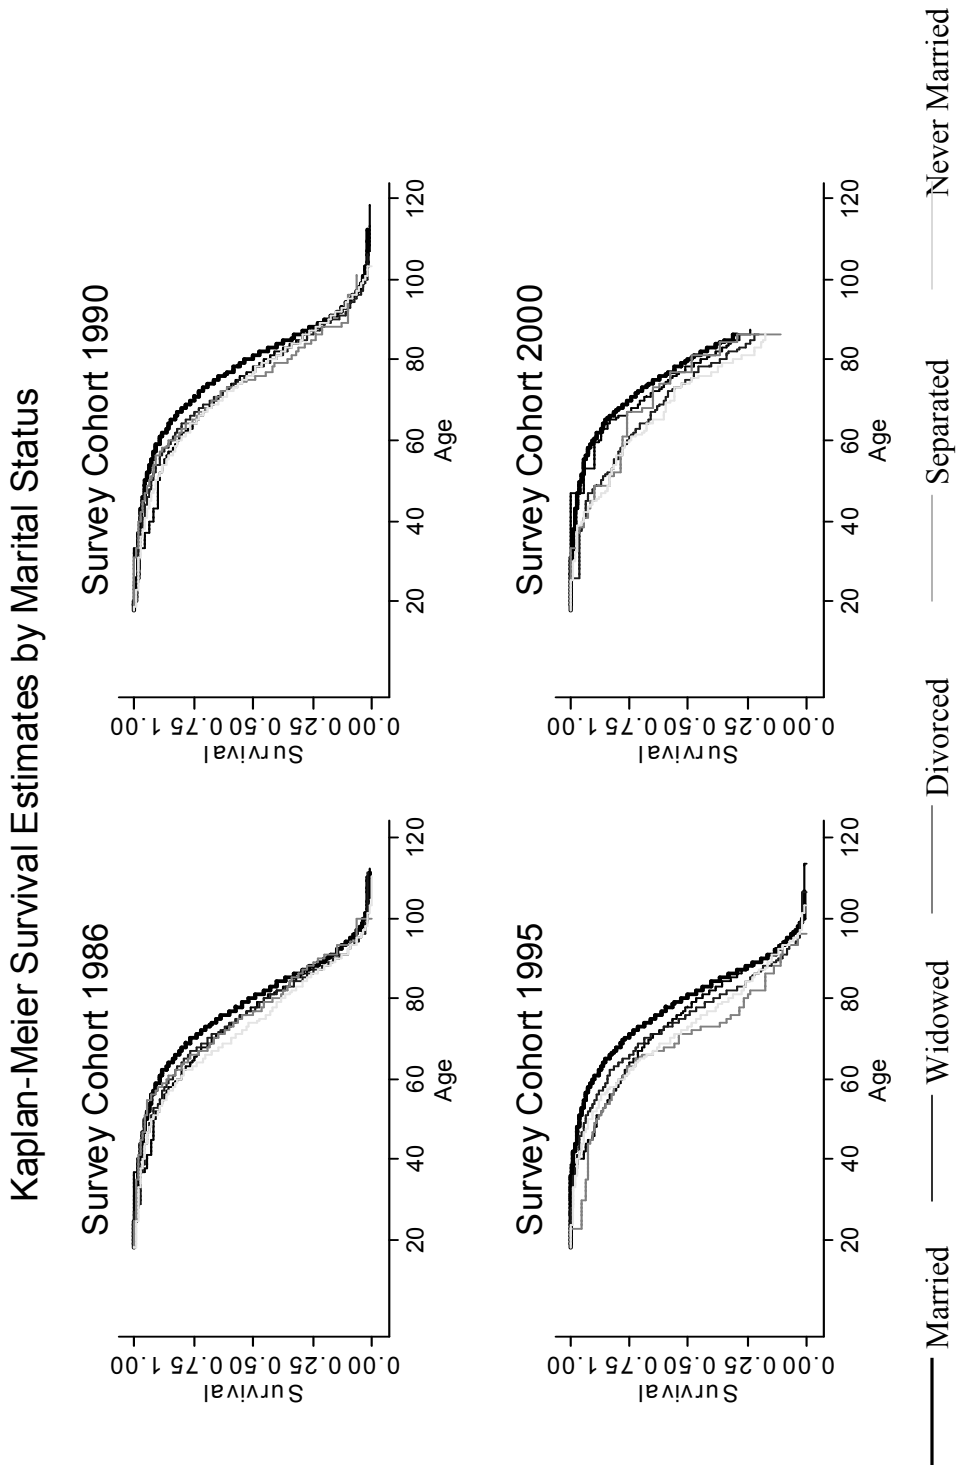 Kaplan-Meier Survival Estimates by Marital Status
Survey Cohort 1986
Survival
0.00 0.25 0.50 0.75 1.00
20 40 60 80 100 120
Age
Survey Cohort 1990
Survival
0.00 0.25 0.50 0.75 1.00
20 40 60 80 100 120
Age
Survey Cohort 1995
Survival
0.00 0.25 0.50 0.75 1.00
20 40 60 80 100 120
Age
Survey Cohort 2000
Survival
0.00 0.25 0.50 0.75 1.00
20 40 60 80 100 120
Age
Married Widowed Divorced Separated Never Married